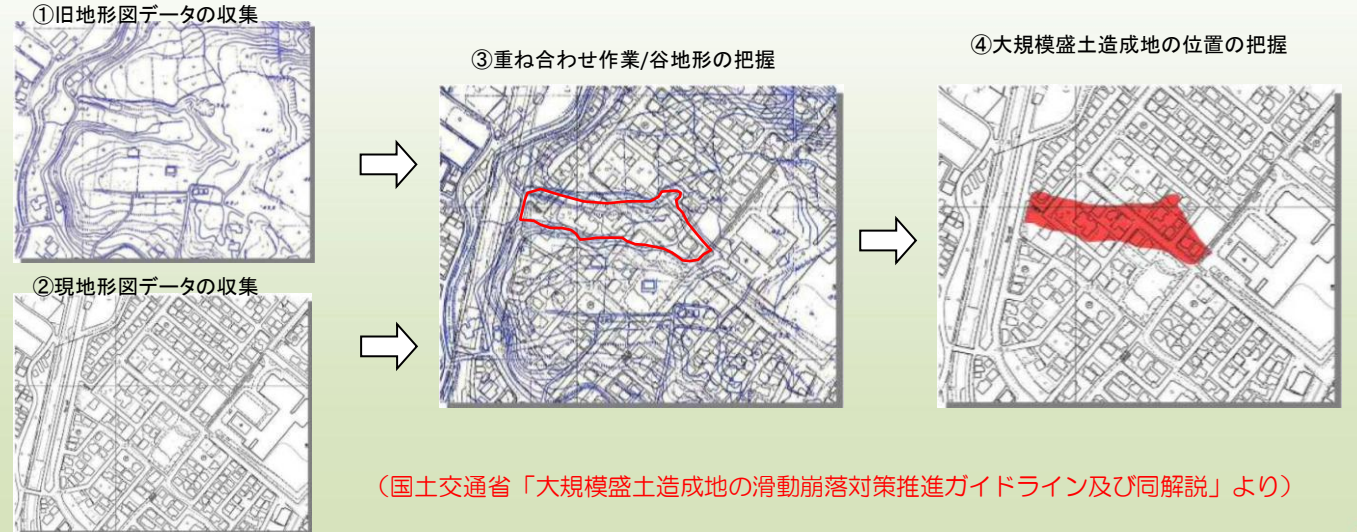 ①旧地形図データの収集
②現地形図データの収集
③重ね合わせ作業/谷地形の把握
④大規模盛土造成地の位置の把握
（国土交通省「大規模盛土造成地の滑動崩落対策推進ガイドライン及び同解説」より）